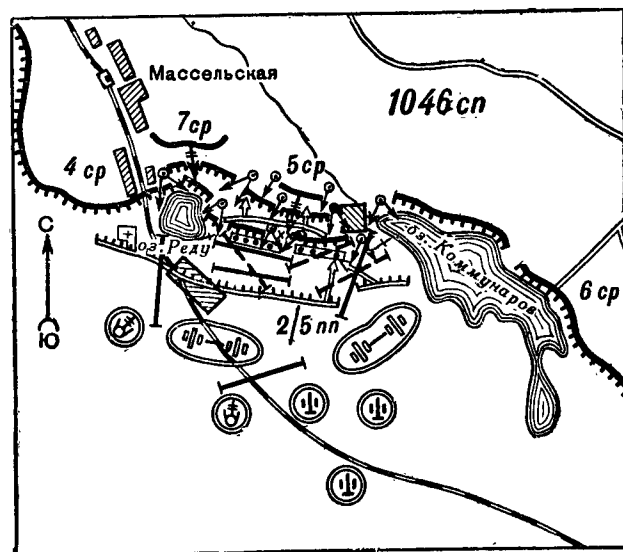 Массельская
1046 сп
7 ср
4 ср
5 ср
С
оз. Реду
оз. Коммунаров
6 ср
Ю
2/5 пп